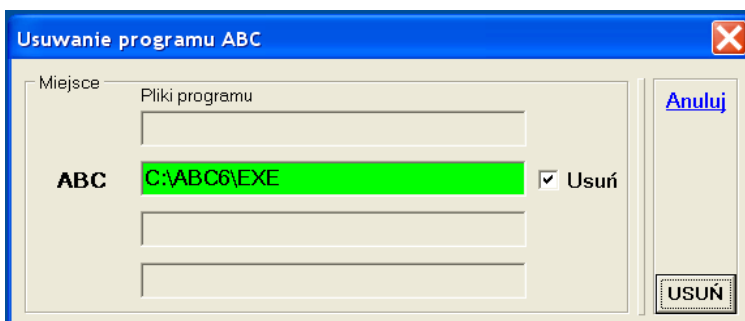 Usuwanie programu ABC
Miejsce
Pliki programu
Anuluj
ABC C:\ABC6\EXE Usuń
USUŃ